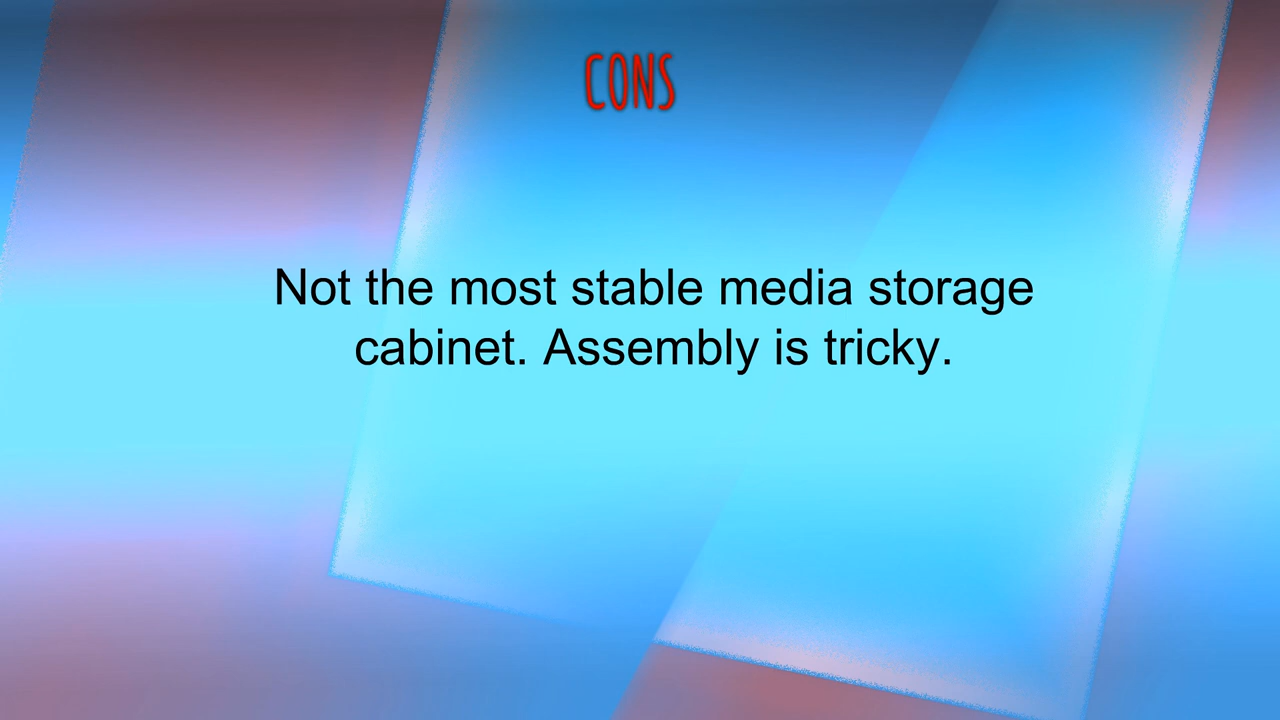 CONS
Not the most stable media storage
cabinet. Assembly is tricky.